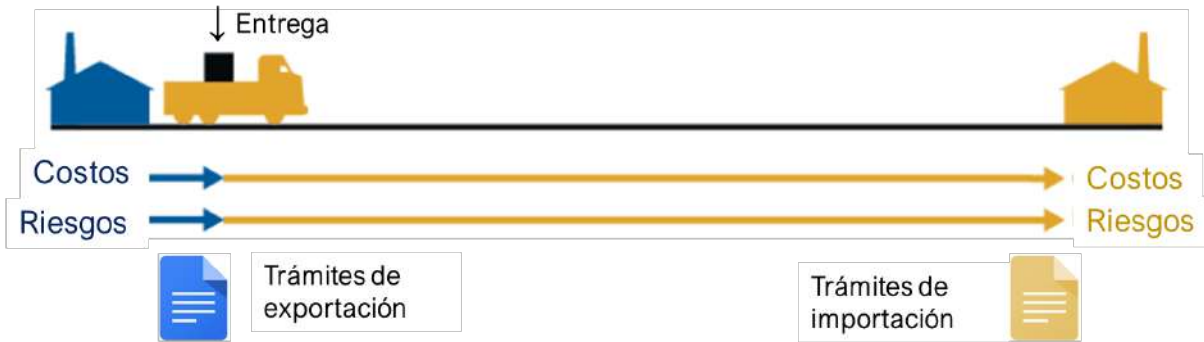 ↓ Entrega
Costos
Costos
Riesgos
Riesgos
Trámites de
exportación
Trámites de
importación